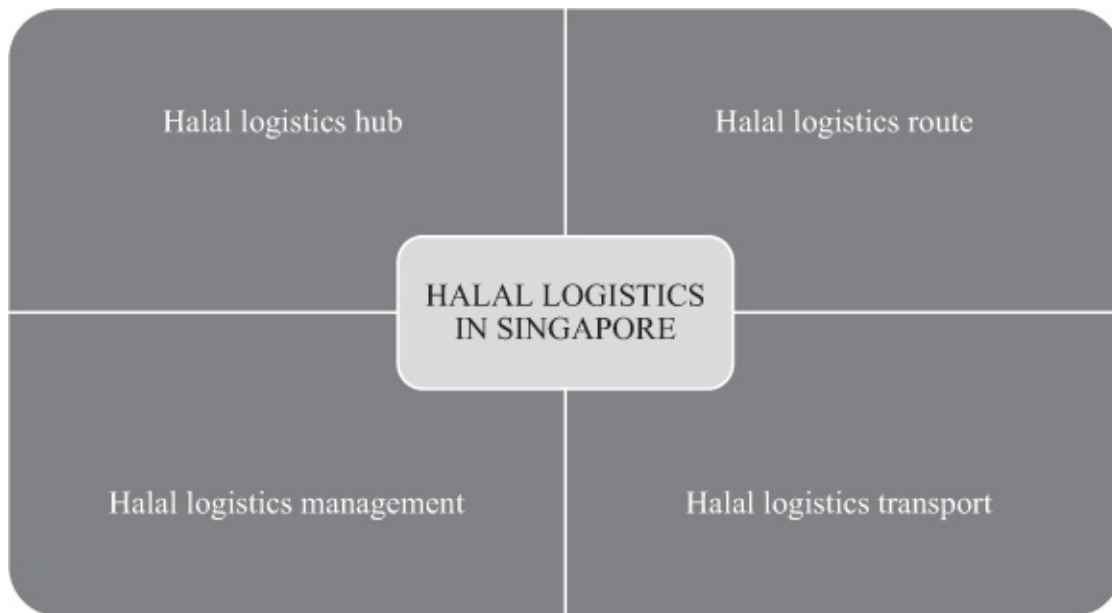 Halal logistics hub
Halal logistics route
HALAL LOGISTICS
IN SINGAPORE
Halal logistics management
Halal logistics transport